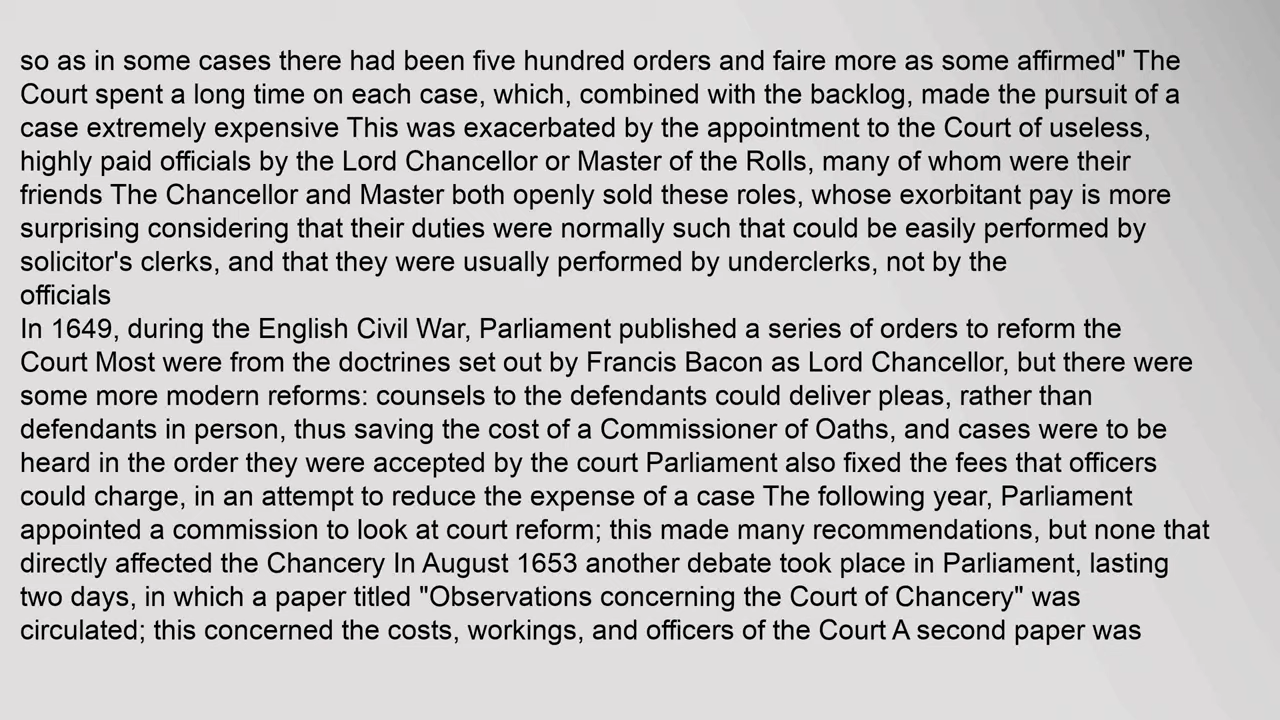 so as in some cases there had been five hundred orders and faire more as some affirmed" The
Court spent a long time on each case, which, combined with the backlog, made the pursuit of a
case extremely expensive This was exacerbated by the appointment to the Court of useless,
highly paid officials by the Lord Chancellor or Master of the Rolls, many of whom were their
friends The Chancellor and Master both openly sold these roles, whose exorbitant pay is more
surprising considering that their duties were normally such that could be easily performed by
solicitor's clerks, and that they were usually performed by underclerks, not by the
officials
In 1649, during the English Civil War, Parliament published a series of orders to reform the
Court Most were from the doctrines set out by Francis Bacon as Lord Chancellor, but there were
some more modern reforms: counsels to the defendants could deliver pleas, rather than
defendants in person, thus saving the cost of a Commissioner of Oaths, and cases were to be
heard in the order they were accepted by the court Parliament also fixed the fees that officers
could charge, in an attempt to reduce the expense of a case The following year, Parliament
appointed a commission to look at court reform; this made many recommendations, but none that
directly affected the Chancery In August 1653 another debate took place in Parliament, lasting
two days, in which a paper titled "Observations concerning the Court of Chancery" was
circulated; this concerned the costs, workings, and officers of the Court A second paper was